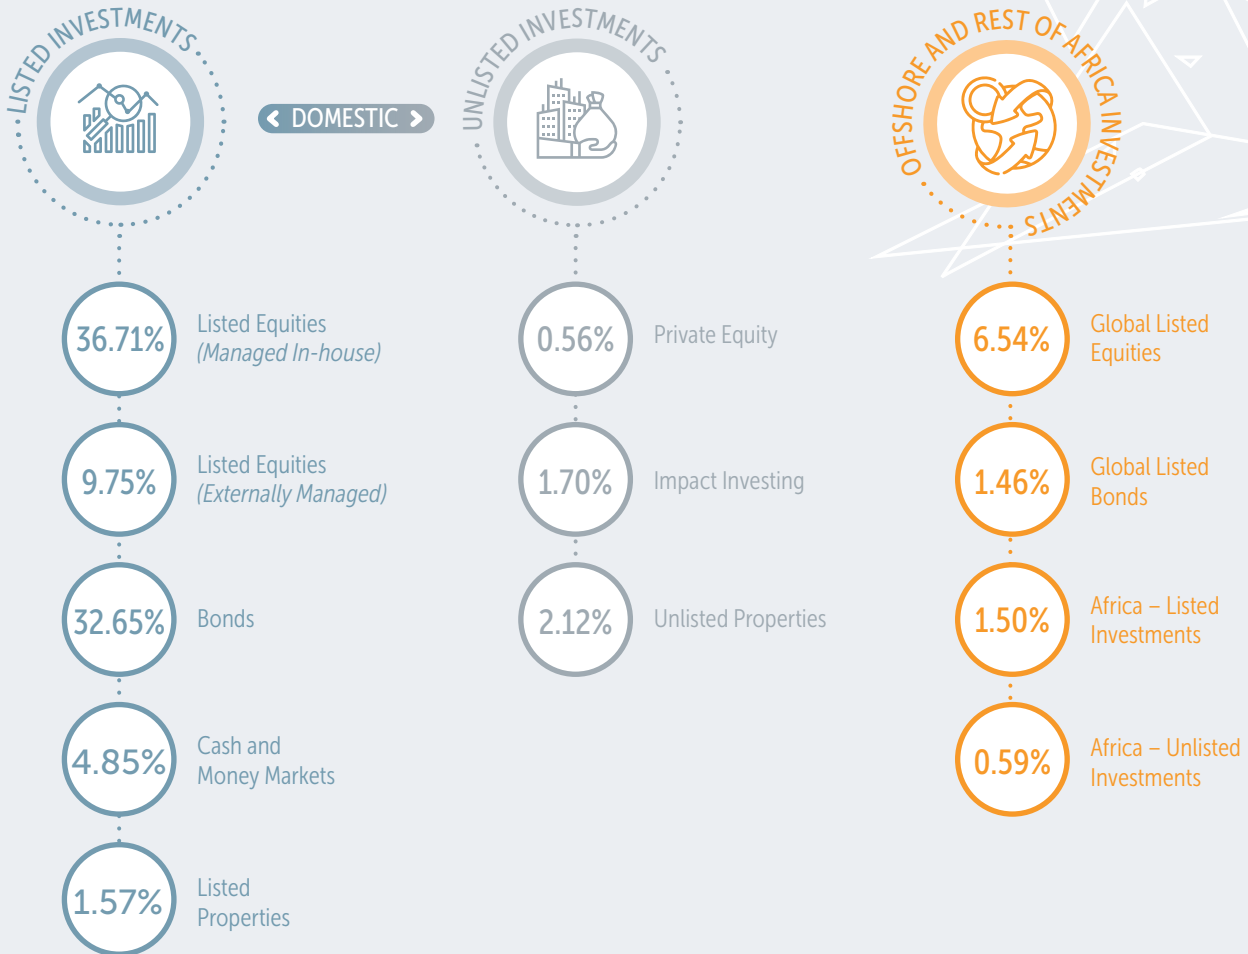 LISTED INVESTMENTS
DOMESTIC
UNLISTED INVESTMENTS
OFFSHORE AND REST OF AFRICA INVESTMENTS
36.71%
Listed Equities
(Managed In-house)
9.75%
Listed Equities
(Externally Managed)
32.65%
Bonds
4.85%
Cash and
Money Markets
1.57%
Listed
Properties
0.56%
Private Equity
1.70%
Impact Investing
2.12%
Unlisted Properties
6.54%
Global Listed
Equities
1.46%
Global Listed
Bonds
1.50%
Africa – Listed
Investments
0.59%
Africa – Unlisted
Investments